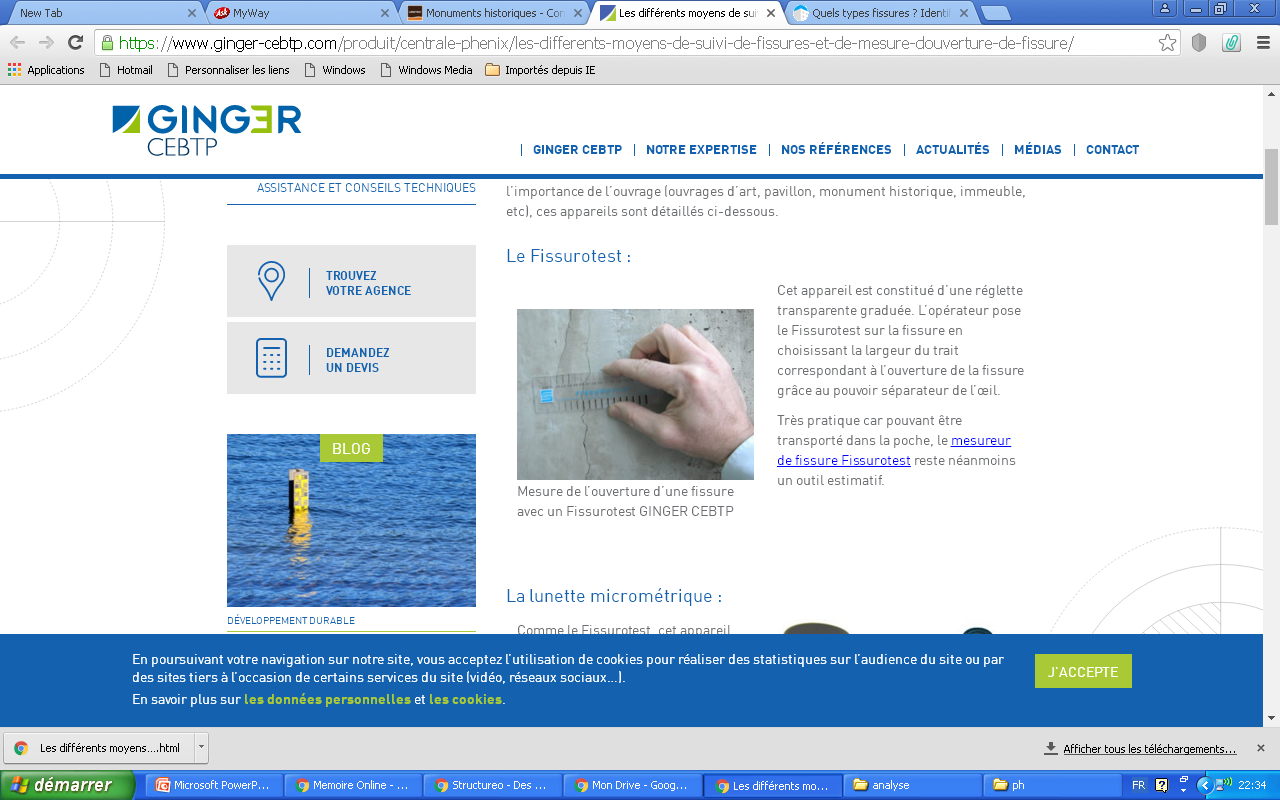 New Tab
MyWay
Monuments historiques - Con
Les différents moyens de sui
Quels types fissures ? Identif
https://www.ginger-cebtp.com/produit/centrale-phenix/les-differents-moyens-de-suivi-de-fissures-et-de-mesure-douverture-de-fissure/
Applications
Hotmail
Personnaliser les liens
Windows
Windows Media
Importés depuis IE
GINGER
CEBTP
GINGER CEBTP
NOTRE EXPERTISE
NOS RÉFÉRENCES
ACTUALITÉS
MÉDIAS
CONTACT
ASSISTANCE ET CONSEILS TECHNIQUES
TROUVEZ
VOTRE AGENCE
DEMANDEZ
UN DEVIS
BLOG
DÉVELOPPEMENT DURABLE
l'importance de l'ouvrage (ouvrages d'art, pavillon, monument historique, immeuble,
etc), ces appareils sont détaillés ci-dessous.
Le Fissurotest :
Mesure de l'ouverture d'une fissure
avec un Fissurotest GINGER CEBTP
Cet appareil est constitué d'une réglette
transparente graduée. L'opérateur pose
le Fissurotest sur la fissure en
choisissant la largeur du trait
correspondant à l'ouverture de la fissure
grâce au pouvoir séparateur de l'œil.
Très pratique car pouvant être
transporté dans la poche, le mesureur
de fissure Fissurotest reste néanmoins
un outil estimatif.
La lunette micrométrique :
Comme le Fissurotest, cet appareil
En poursuivant votre navigation sur notre site, vous acceptez l'utilisation de cookies pour réaliser des statistiques sur l'audience du site ou par
des sites tiers à l'occasion de certains services du site (vidéo, réseaux sociaux...).
En savoir plus sur les données personnelles et les cookies.
J'ACCEPTE
Les différents moyens....html
Afficher tous les téléchargements...
démarrer
Microsoft PowerP...
Memoire Online - ...
Structureo - Des ...
Mon Drive - Goog...
Les différents mo...
analyse
ph
FR
22:34